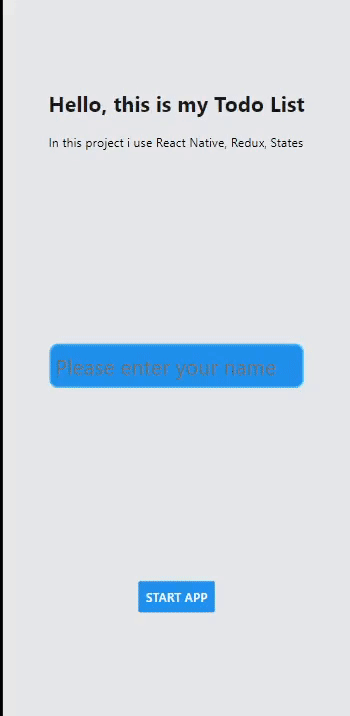 Hello, this is my Todo List
In this project i use React Native, Redux, States
Please enter your name
START APP